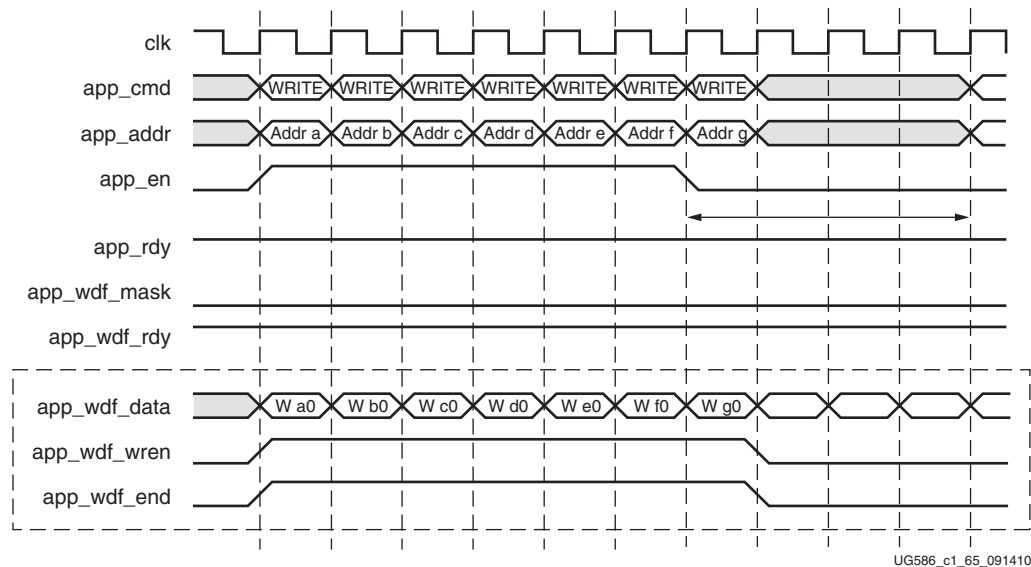 clk
app_cmd WRITE WRITE WRITE WRITE WRITE WRITE WRITE
app_addr Addr a Addr b Addr c Addr d Addr e Addr f Addr g
app_en
app_rdy
app_wdf_mask
app_wdf_rdy
app_wdf_data W a0 W b0 W c0 W d0 W e0 W f0 W g0
app_wdf_wren
app_wdf_end
UG586_c1_65_091410